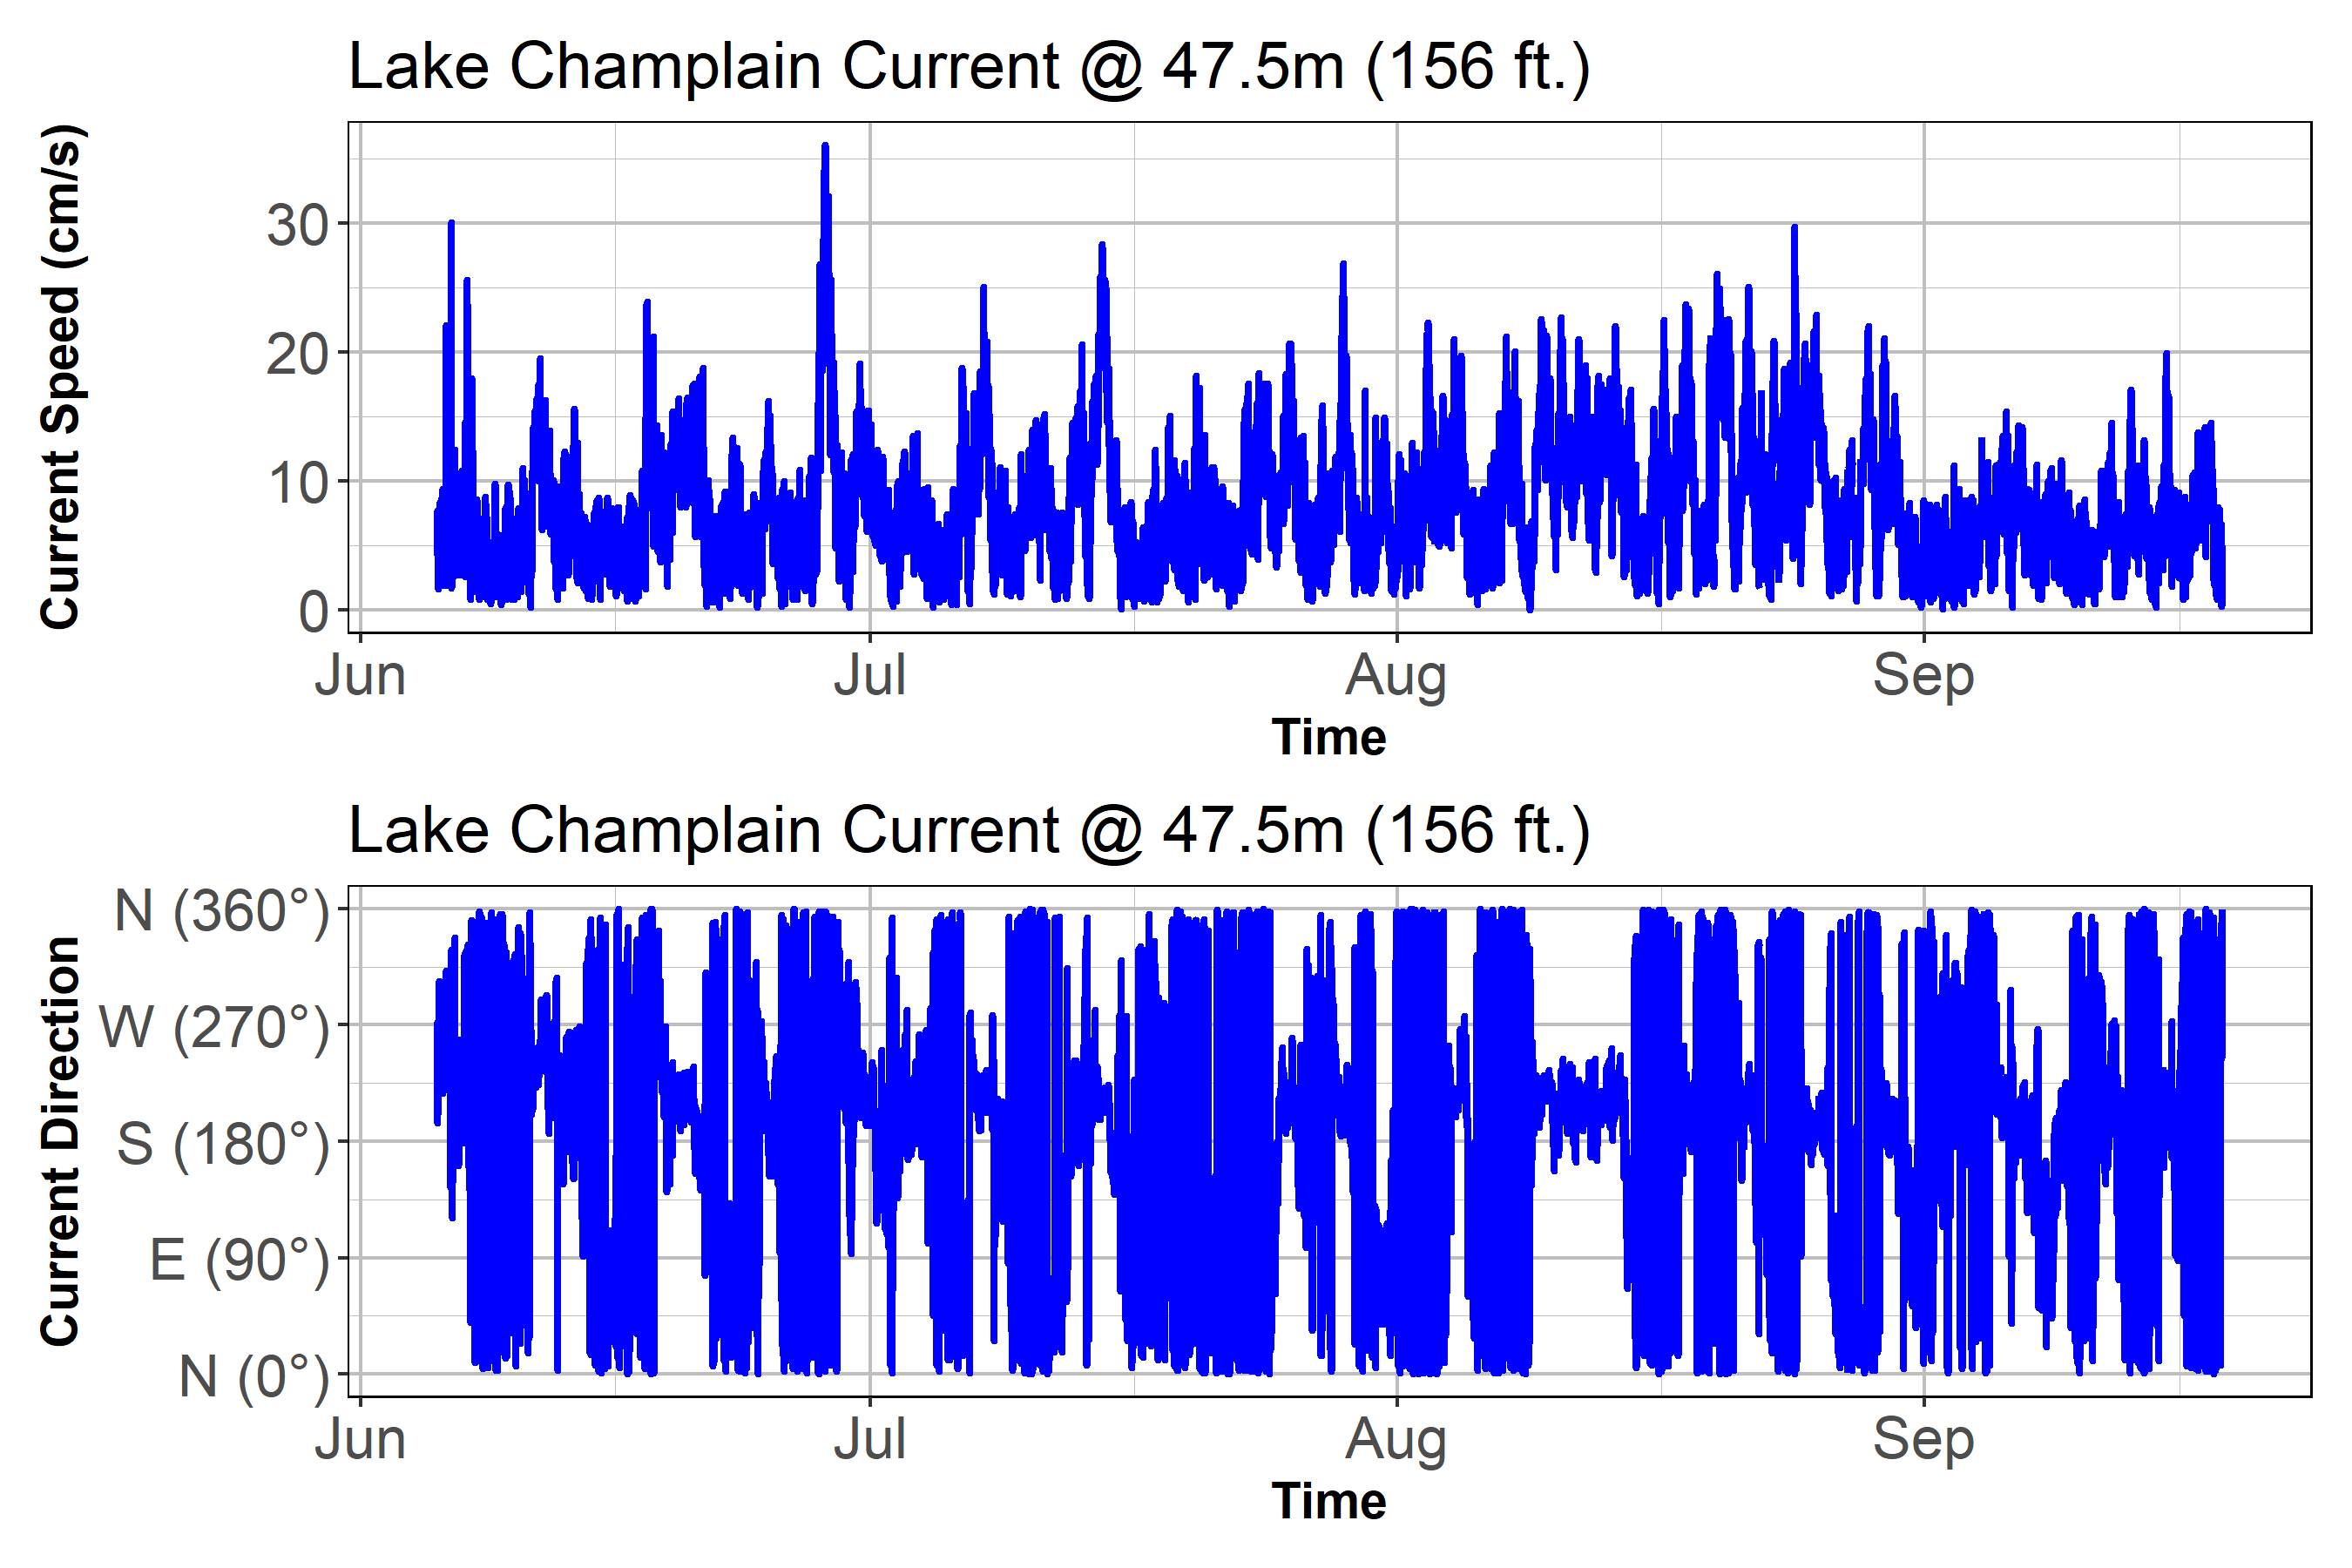 Lake Champlain Current @ 47.5m (156 ft.)
Current Speed (cm/s)
30
20
10
0
Jun Jul Aug Sep
Time
Lake Champlain Current @ 47.5m (156 ft.)
Current Direction
N (360°)
W (270°)
S (180°)
E (90°)
N (0°)
Jun Jul Aug Sep
Time